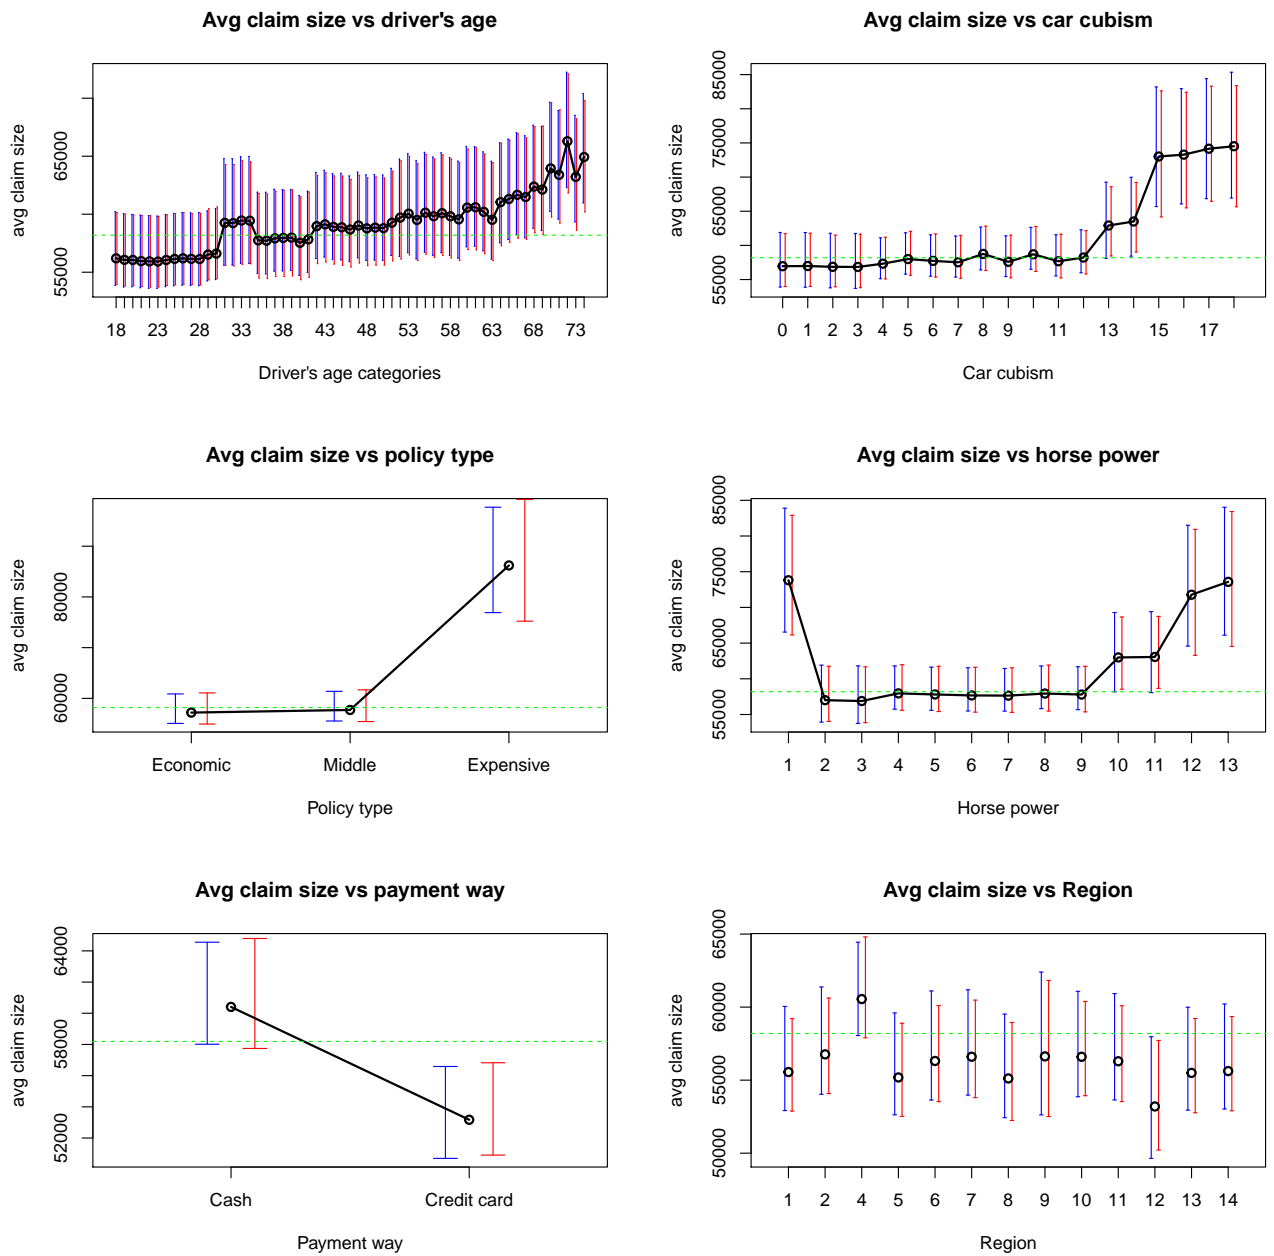 Avg claim size vs driver's age
avg claim size
55000 65000
18 23 28 33 38 43 48 53 58 63 68 73
Driver's age categories
Avg claim size vs car cubism
avg claim size
55000 65000 75000 85000
0 1 2 3 4 5 6 7 8 9 11 13 15 17
Car cubism
Avg claim size vs policy type
avg claim size
60000 80000
Economic Middle Expensive
Policy type
Avg claim size vs horse power
avg claim size
55000 65000 75000 85000
1 2 3 4 5 6 7 8 9 10 11 12 13
Horse power
Avg claim size vs payment way
avg claim size
52000 58000 64000
Cash Credit card
Payment way
Avg claim size vs Region
avg claim size
50000 55000 60000 65000
1 2 4 5 6 7 8 9 10 11 12 13 14
Region